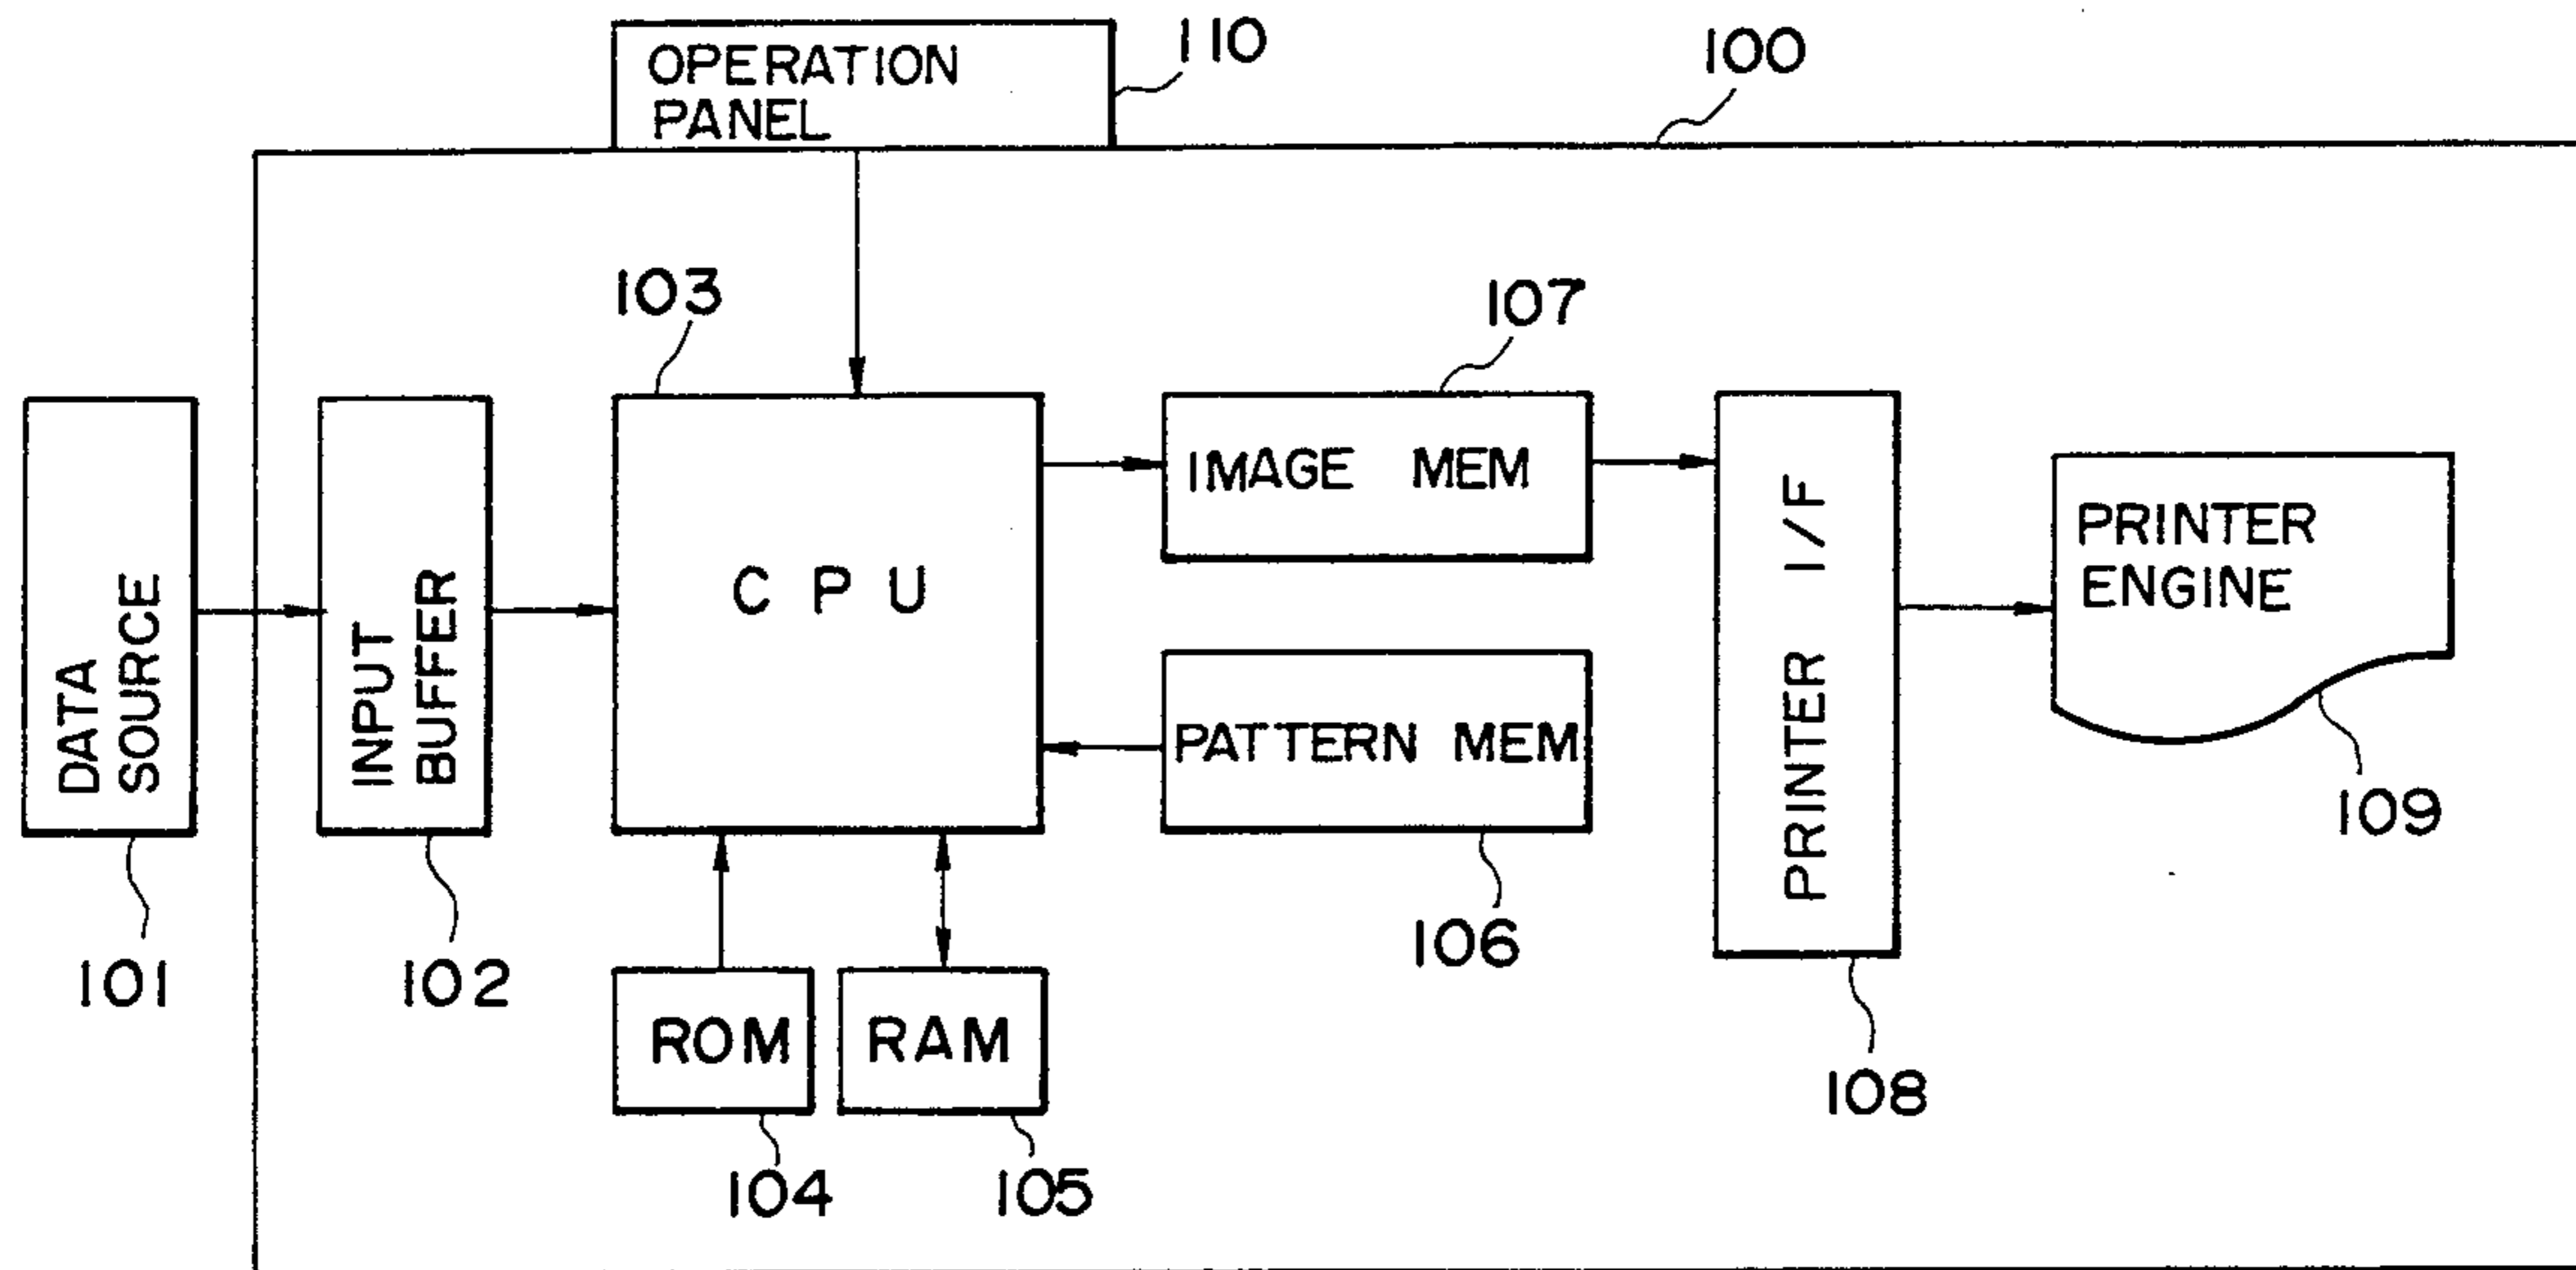 OPERATION
PANEL
110
100
103
107
DATA
SOURCE
INPUT
BUFFER
C P U
IMAGE MEM
PATTERN MEM
PRINTER I/F
PRINTER
ENGINE
109
101
102
106
ROM
RAM
108
104
105